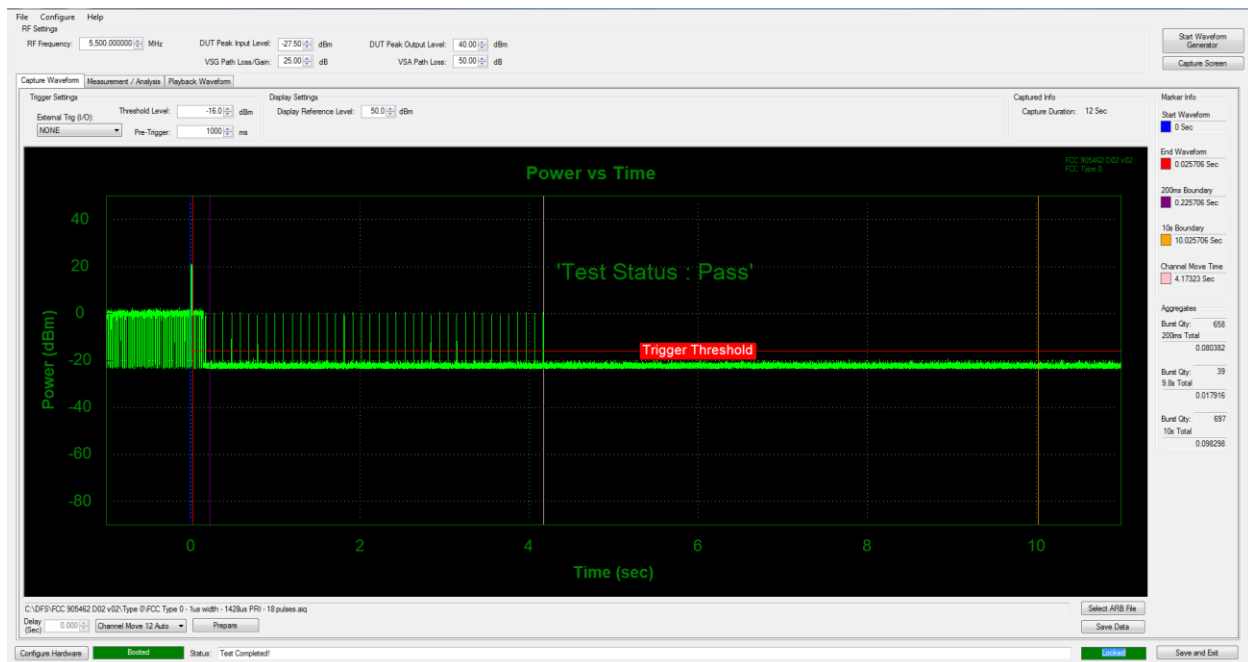 File Configure Help
RF Settings
RF Frequency: 5,500.000000 MHz DUT Peak Input Level: -27.50 dBm DUT Peak Output Level: 40.00 dBm
VSG Path Loss/Gain: 25.00 dB VSA Path Loss: 50.00 dB
Start Waveform
Generator
Capture Screen
Capture Waveform Measurement / Analysis Playback Waveform
Trigger Settings
External Trig (I/O):
NONE
Threshold Level: -16.0 dBm
Pre-Trigger: 1000 ms
Display Settings
Display Reference Level: 50.0 dBm
Captured Info
Capture Duration: 12 Sec
Marker Info
Start Waveform
0 Sec
End Waveform
0.025706 Sec
200ms Boundary
0.225706 Sec
10s Boundary
10.025706 Sec
Channel Move Time
4.17323 Sec
Aggregates
Burst Qty: 658
200ms Total
0.080382
Burst Qty: 39
9.8s Total
0.017916
Burst Qty: 697
10s Total
0.098298
Power vs Time
FCC 905462 D02 v02
FCC Type 0
'Test Status : Pass'
Trigger Threshold
Power (dBm)
40
20
0
-20
-40
-60
-80
0 2 4 6 8 10
Time (sec)
C:\DFS\FCC 905462 D02 v02\Type 0\FCC Type 0 - 1us width - 1428us PRI - 18 pulses.aiq
Select ARB File
Delay
(Sec) 0.000 Channel Move 12 Auto Prepare
Save Data
Configure Hardware Booted Status: Test Completed! Locked Save and Exit